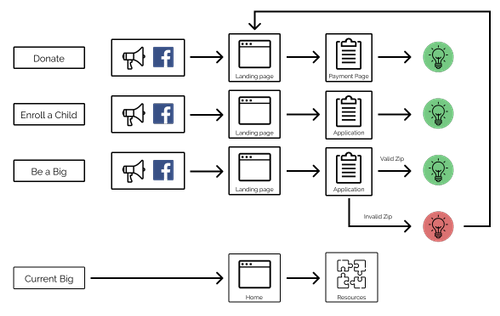 Donate
Landing page
Payment Page
Enroll a Child
Landing page
Application
Be a Big
Landing page
Application
Valid Zip
Invalid Zip
Current Big
Home
Resources